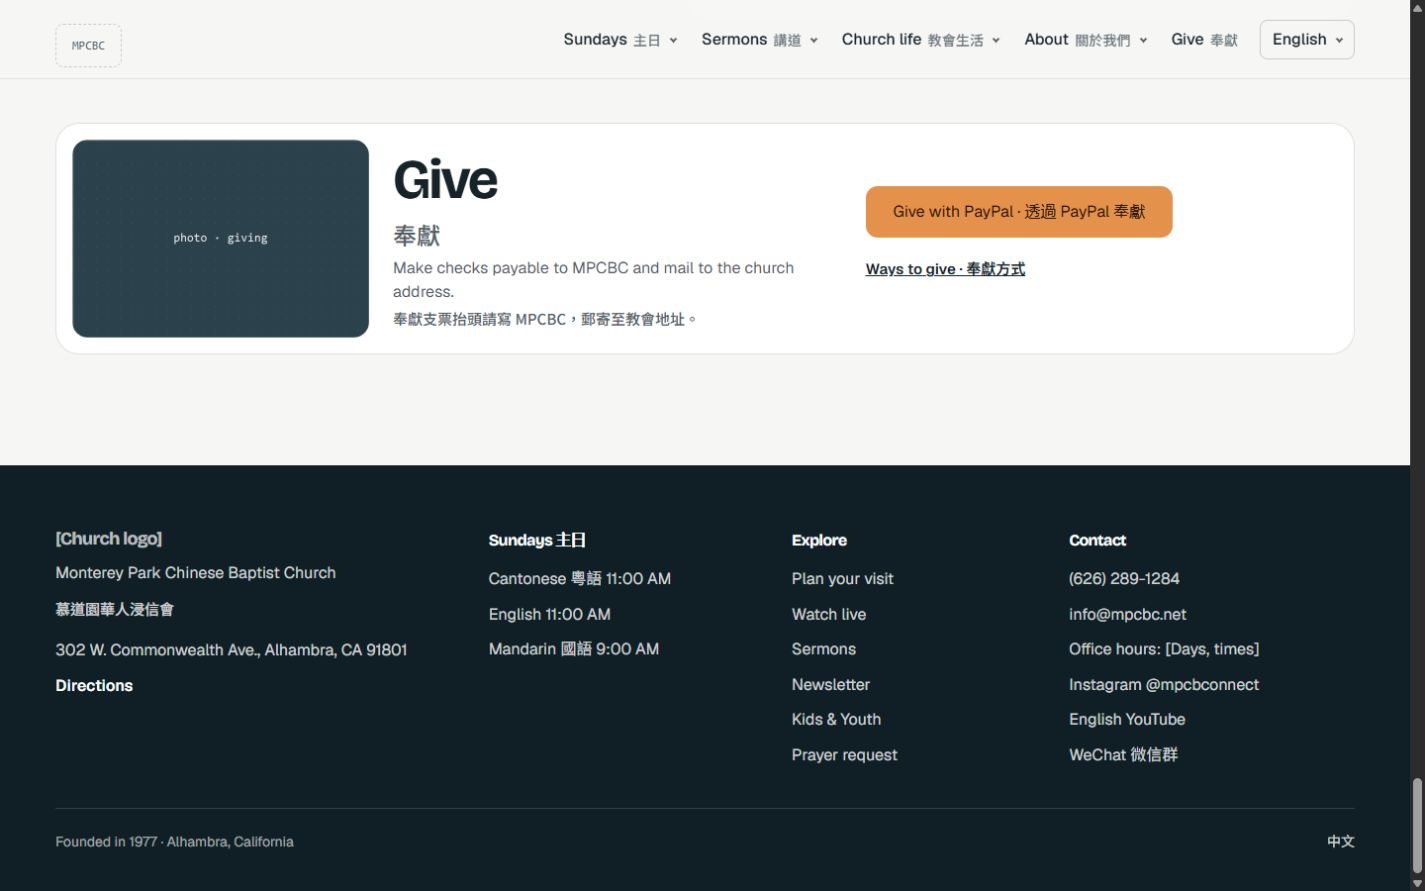 MPCBC
Sundays 主日
Sermons 講道
Church life 教會生活
About 關於我們
Give 奉獻
English
photo · giving
Give
奉獻
Make checks payable to MPCBC and mail to the church
address.
奉獻支票抬頭請寫 MPCBC，郵寄至教會地址。
Give with PayPal · 透過 PayPal 奉獻
Ways to give · 奉獻方式
[Church logo]
Monterey Park Chinese Baptist Church
慕道園華人浸信會
302 W. Commonwealth Ave., Alhambra, CA 91801
Directions
Sundays 主日
Cantonese 粵語 11:00 AM
English 11:00 AM
Mandarin 國語 9:00 AM
Explore
Plan your visit
Watch live
Sermons
Newsletter
Kids & Youth
Prayer request
Contact
(626) 289-1284
info@mpcbc.net
Office hours: [Days, times]
Instagram @mpcbconnect
English YouTube
WeChat 微信群
Founded in 1977 · Alhambra, California
中文